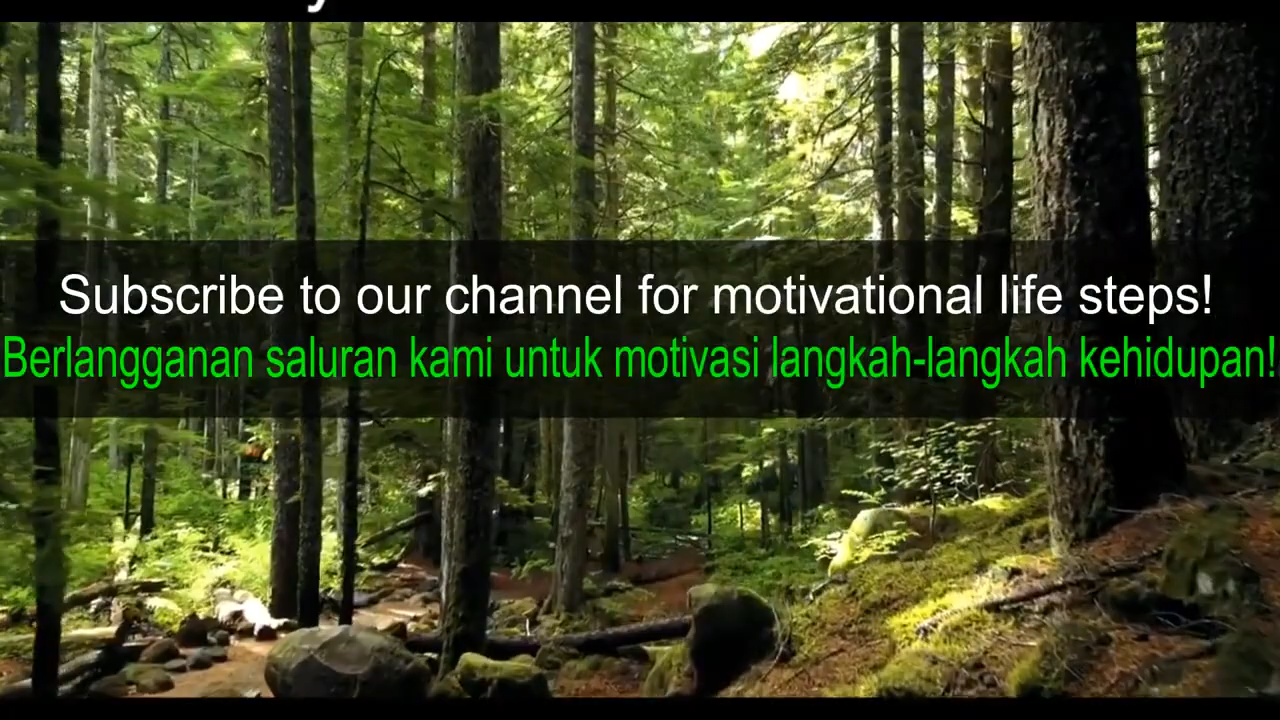 Subscribe to our channel for motivational life steps!
Berlangganan saluran kami untuk motivasi langkah-langkah kehidupan!